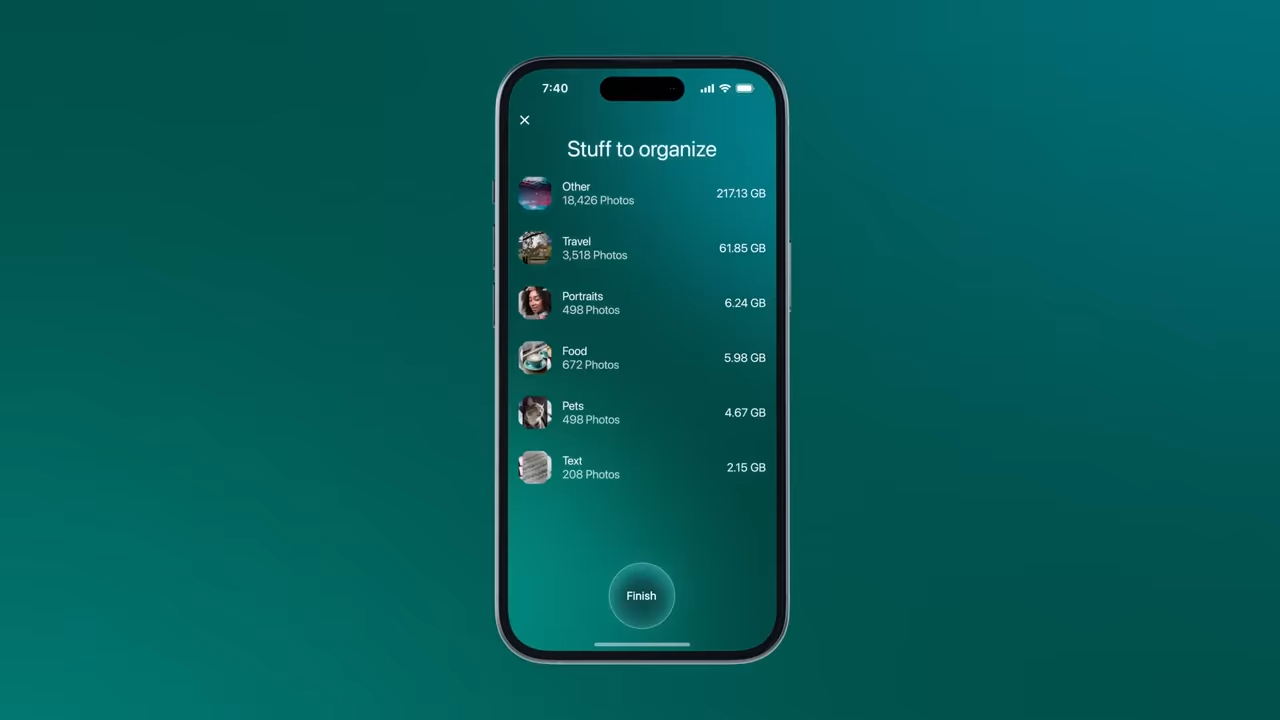 7:40
Stuff to organize
Other
18,426 Photos
217.13 GB
Travel
3,518 Photos
61.85 GB
Portraits
498 Photos
6.24 GB
Food
672 Photos
5.98 GB
Pets
498 Photos
4.67 GB
Text
208 Photos
2.15 GB
Finish